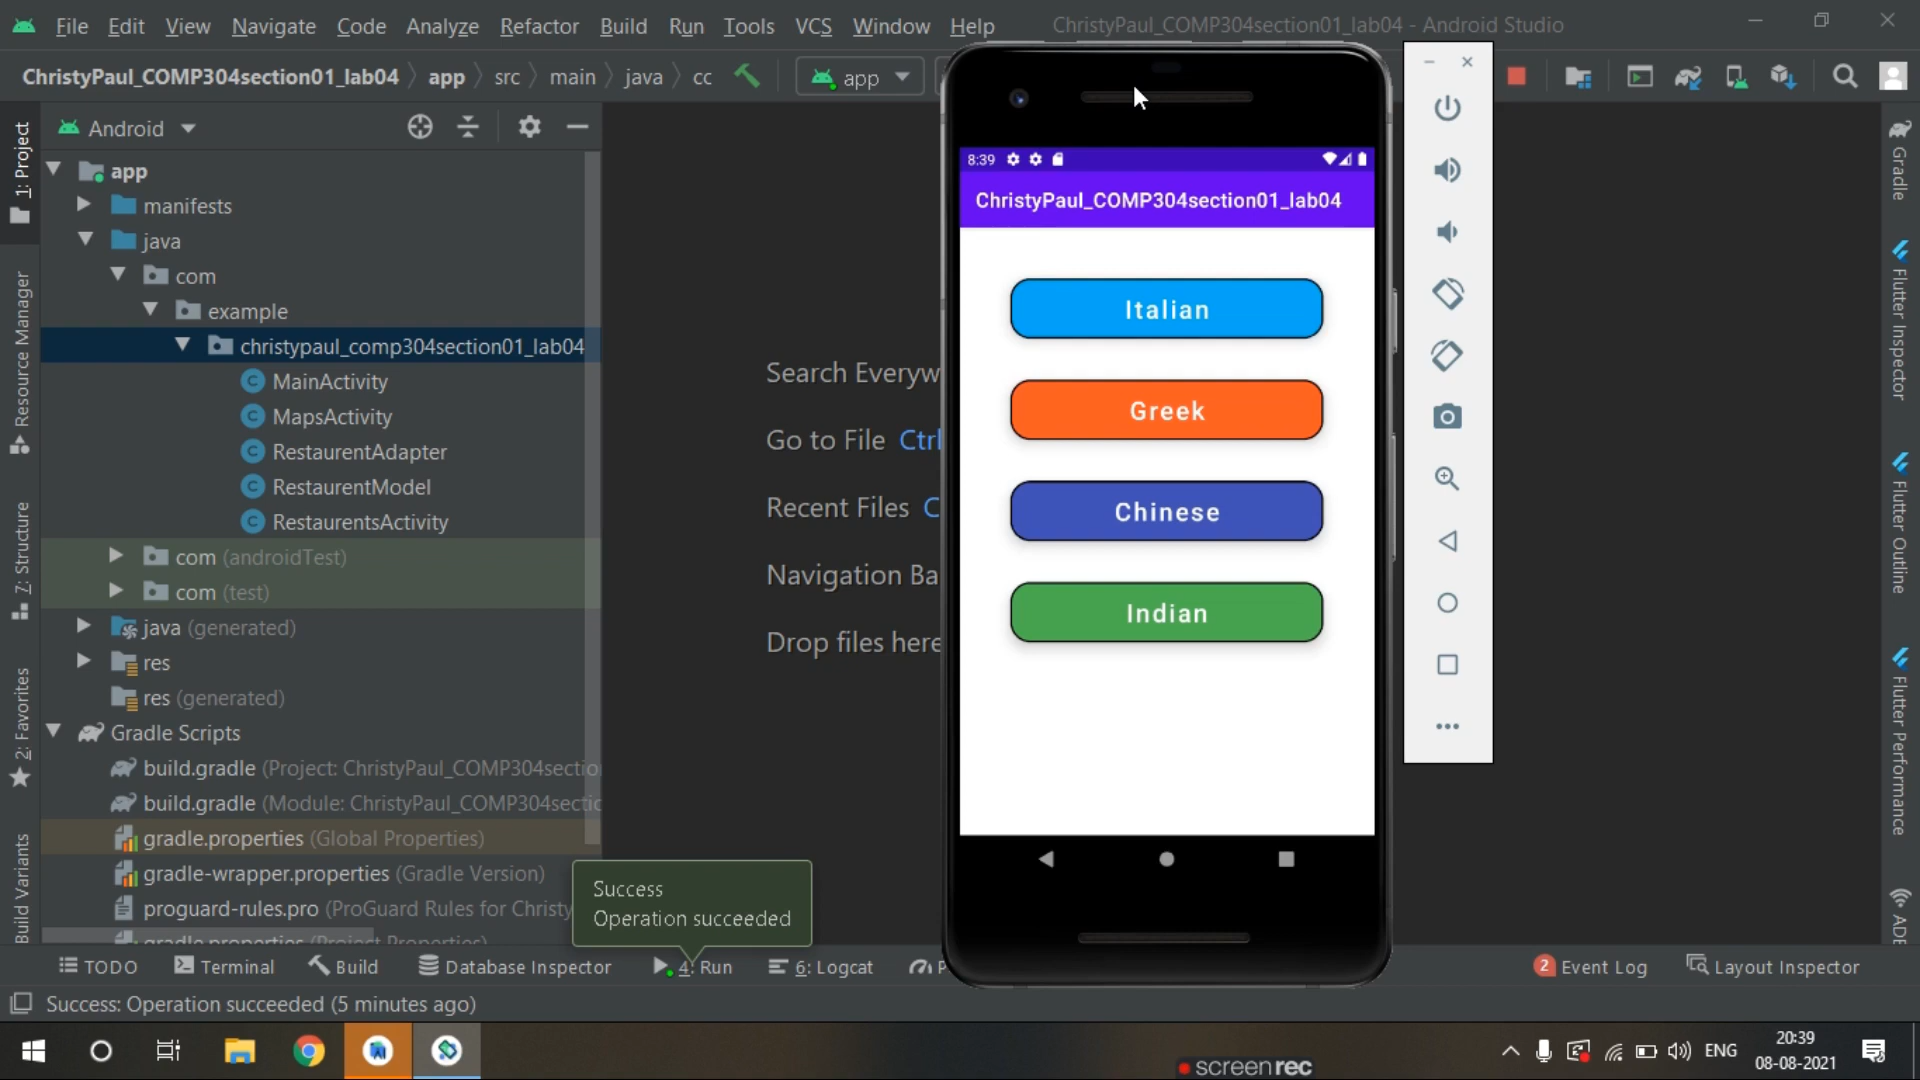 File Edit View Navigate Code Analyze Refactor Build Run Tools VCS Window Help ChristyPaul_COMP304section01_lab04 - Android Studio
ChristyPaul_COMP304section01_lab04 app src main java cc app
Android
app
manifests
java
com
example
christypaul_comp304section01_lab04
MainActivity
MapsActivity
RestaurentAdapter
RestaurentModel
RestaurentsActivity
com (androidTest)
com (test)
java (generated)
res
res (generated)
Gradle Scripts
build.gradle (Project: ChristyPaul_COMP304sectio
build.gradle (Module: ChristyPaul_COMP304sectic
gradle.properties (Global Properties)
gradle-wrapper.properties (Gradle Version)
proguard-rules.pro (ProGuard Rules for Christy
gradle.properties (Project Properties)
1: Project
Resource Manager
7: Structure
2: Favorites
Build Variants
Search Everyw
Go to File Ctrl
Recent Files C
Navigation Ba
Drop files here
8:39
ChristyPaul_COMP304section01_lab04
Italian
Greek
Chinese
Indian
Gradle
Flutter Inspector
Flutter Outline
Flutter Performance
ADB
Success
Operation succeeded
TODO Terminal Build Database Inspector 4: Run 6: Logcat P 2 Event Log Layout Inspector
Success: Operation succeeded (5 minutes ago)
screenrec
ENG
20:39
08-08-2021